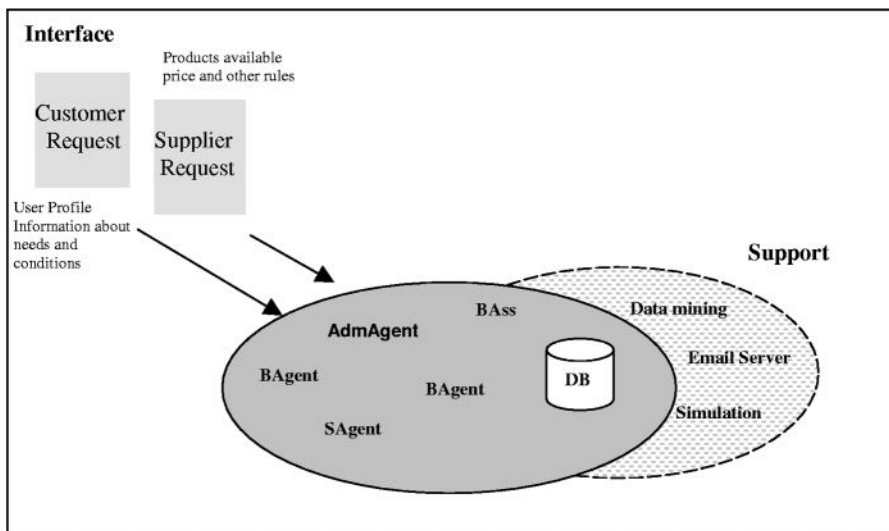 Interface
Products available
price and other rules
Customer
Request
Supplier
Request
User Profile
Information about
needs and
conditions
Support
BAss
Data mining
AdmAgent
Email Server
BAgent
BAgent
DB
SAgent
Simulation